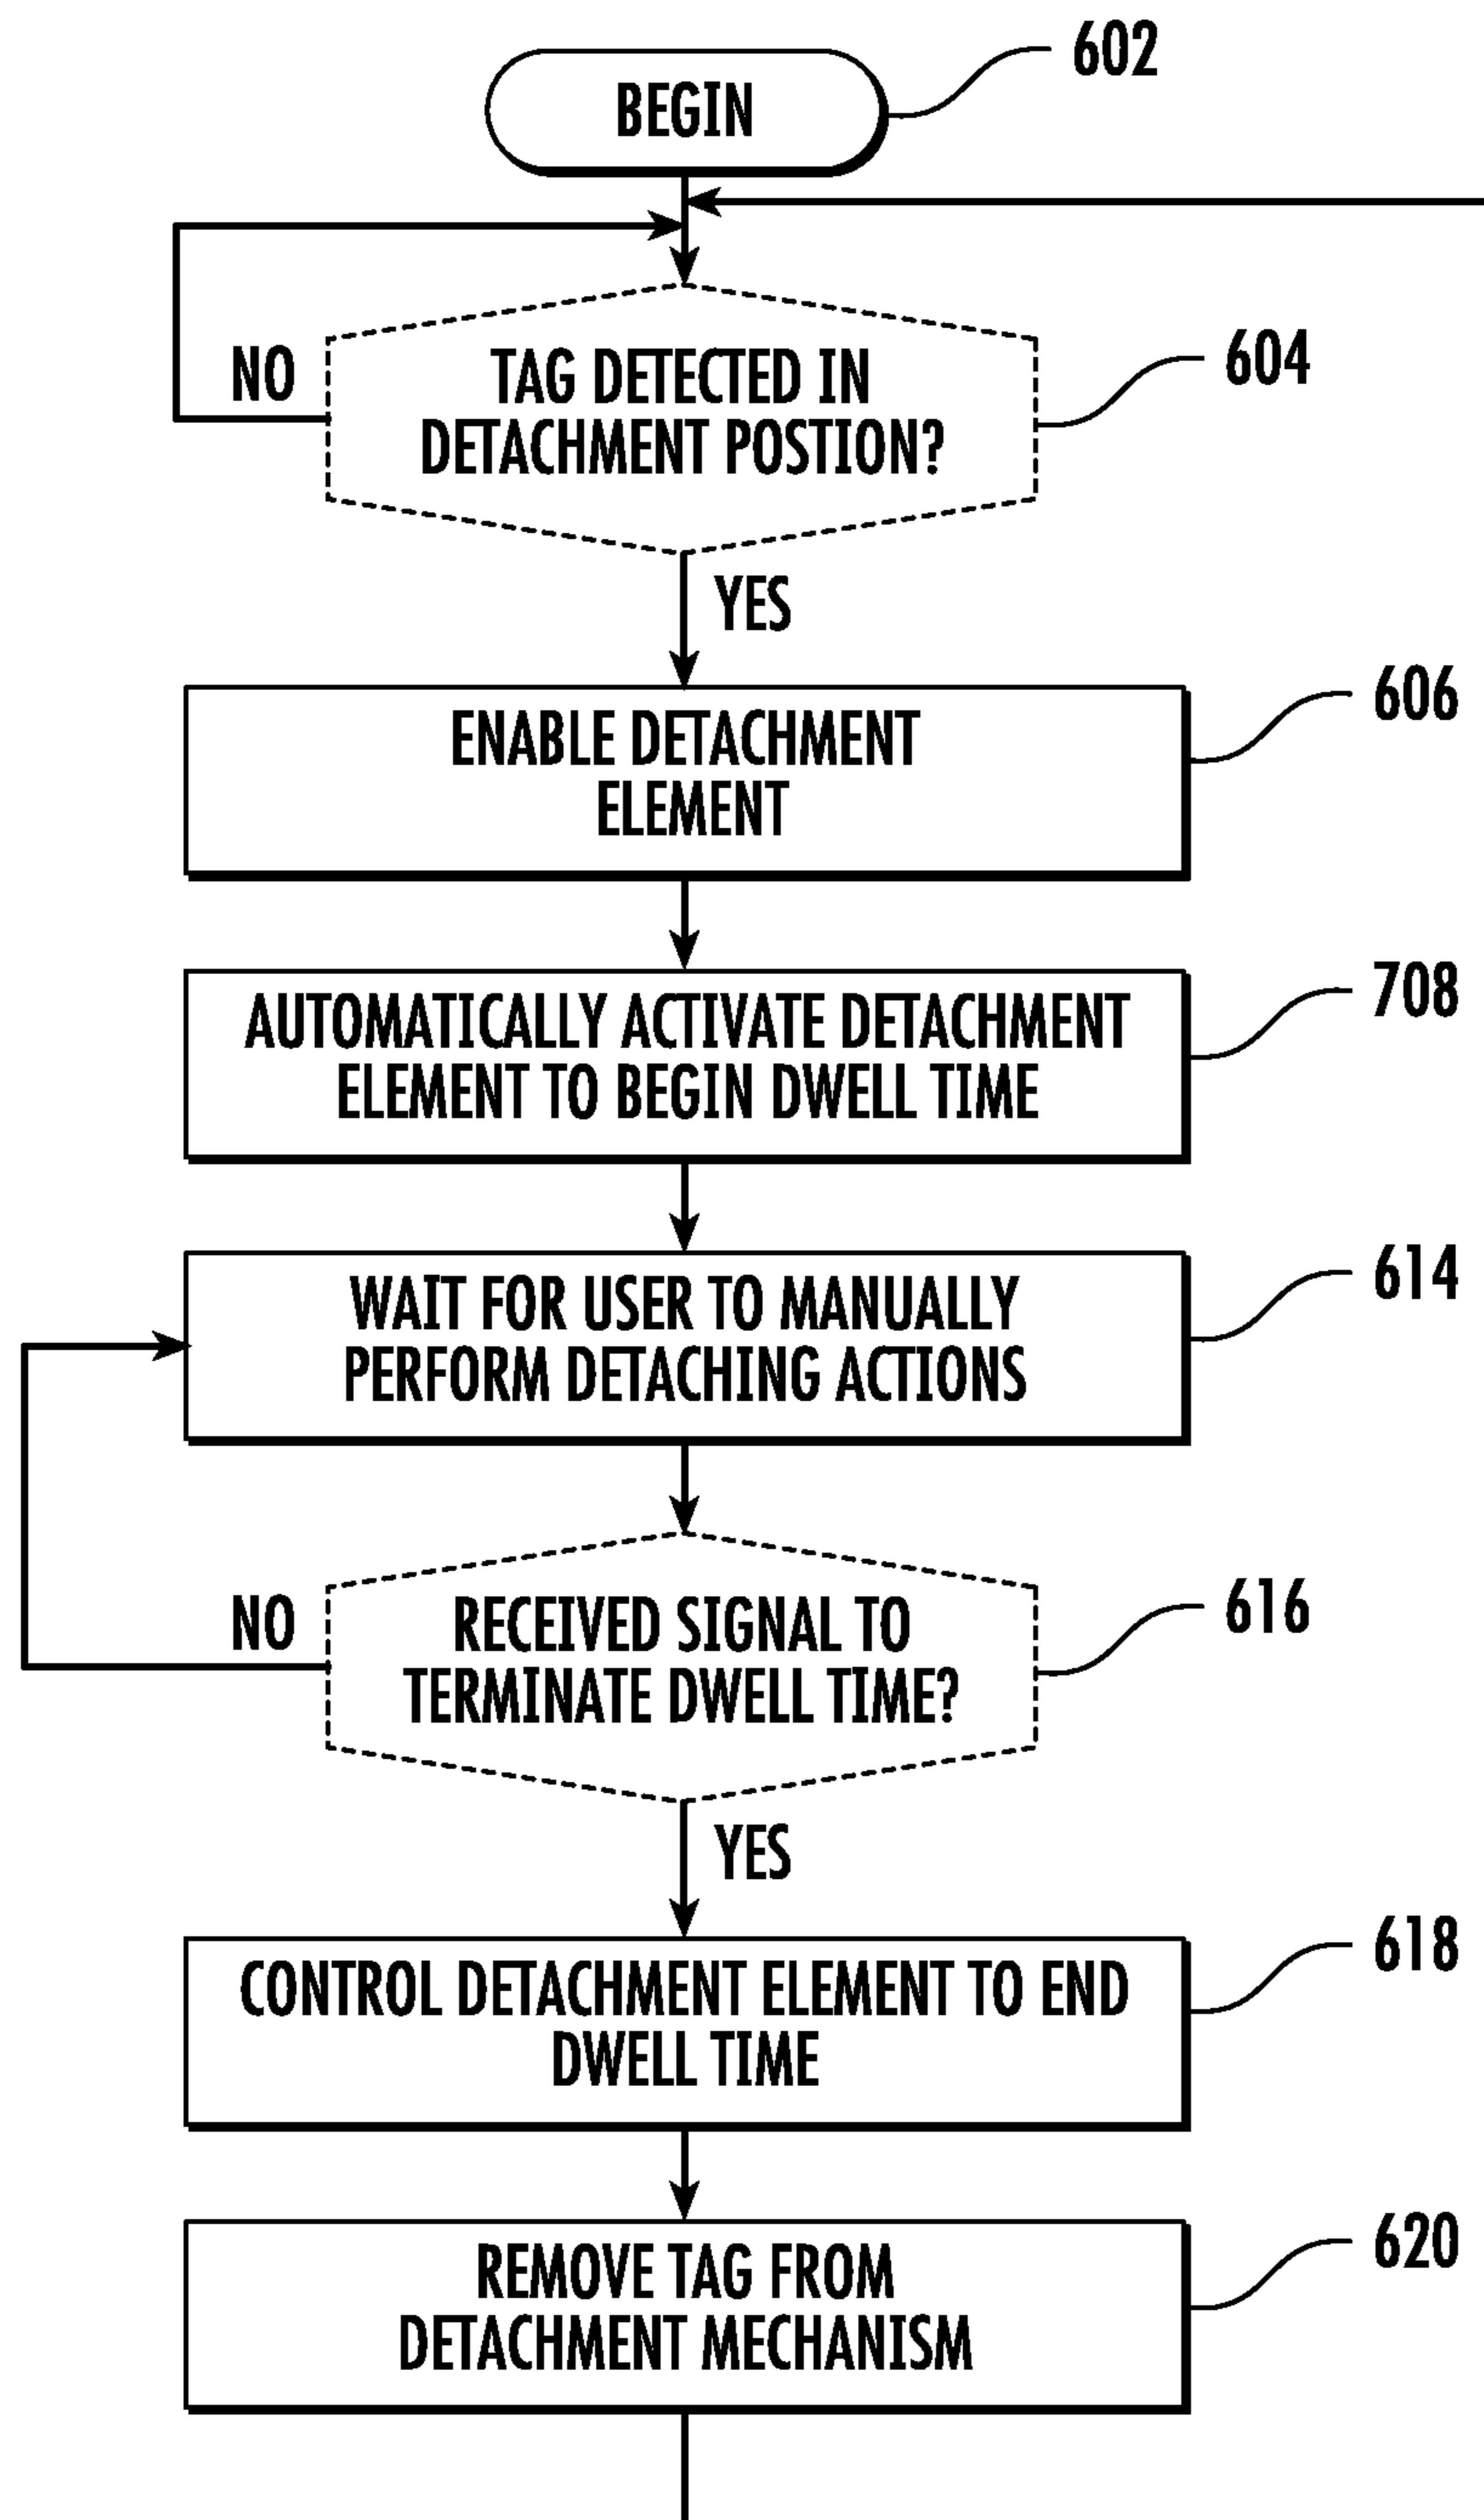 BEGIN
602
NO
TAG DETECTED IN
DETACHMENT POSTION?
604
YES
ENABLE DETACHMENT
ELEMENT
606
AUTOMATICALLY ACTIVATE DETACHMENT
ELEMENT TO BEGIN DWELL TIME
708
WAIT FOR USER TO MANUALLY
PERFORM DETACHING ACTIONS
614
NO
RECEIVED SIGNAL TO
TERMINATE DWELL TIME?
616
YES
CONTROL DETACHMENT ELEMENT TO END
DWELL TIME
618
REMOVE TAG FROM
DETACHMENT MECHANISM
620